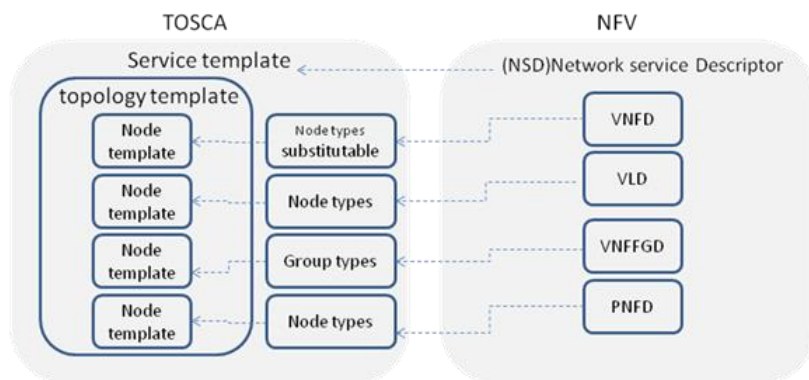 TOSCA
NFV
Service template
(NSD)Network service Descriptor
topology template
Node
template
Node types
substitutable
VNFD
Node
template
Node types
VLD
Node
template
Group types
VNFFGD
Node
template
Node types
PNFD